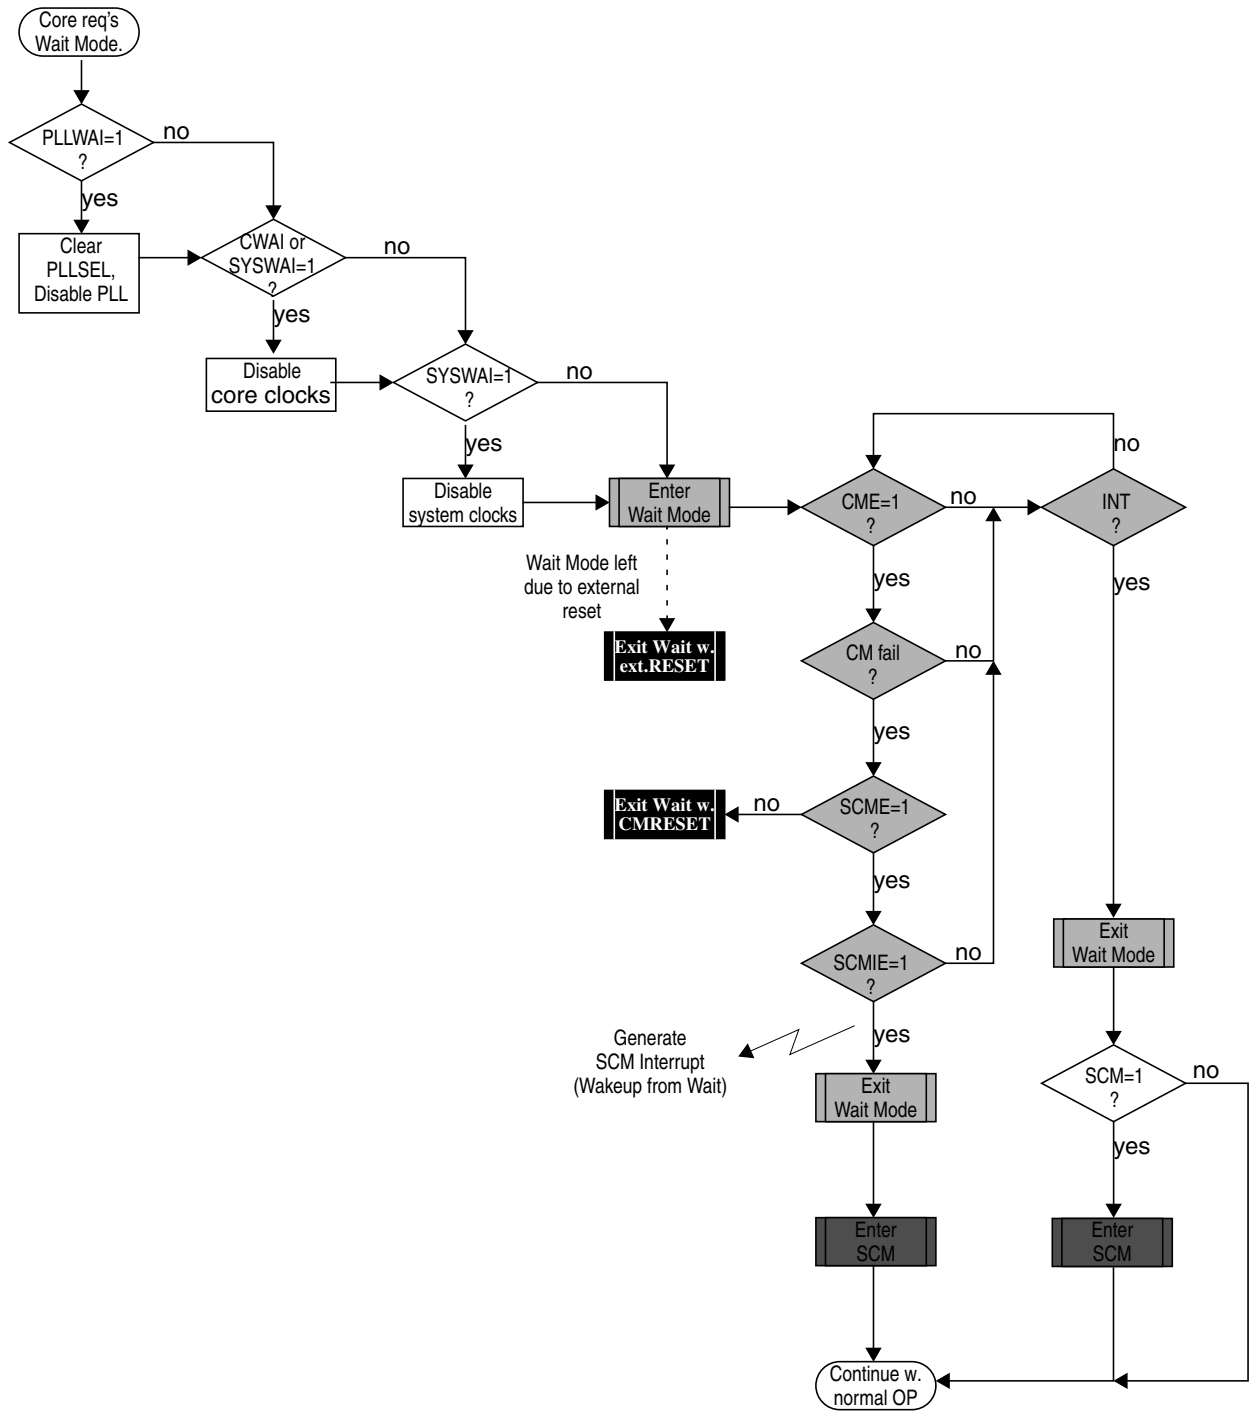 Core req's
Wait Mode.
PLLWAI=1
?
no
yes
Clear
PLLSEL,
Disable PLL
CWAI or
SYSWAI=1
?
no
yes
Disable
core clocks
SYSWAI=1
?
no
yes
Disable
system clocks
Enter
Wait Mode
Wait Mode left
due to external
reset
Exit Wait w.
ext.RESET
CME=1
?
no
yes
INT
?
no
yes
CM fail
?
no
yes
SCME=1
?
no
yes
Exit Wait w.
CMRESET
SCMIE=1
?
no
yes
Generate
SCM Interrupt
(Wakeup from Wait)
Exit
Wait Mode
Enter
SCM
Exit
Wait Mode
SCM=1
?
no
yes
Enter
SCM
Continue w.
normal OP